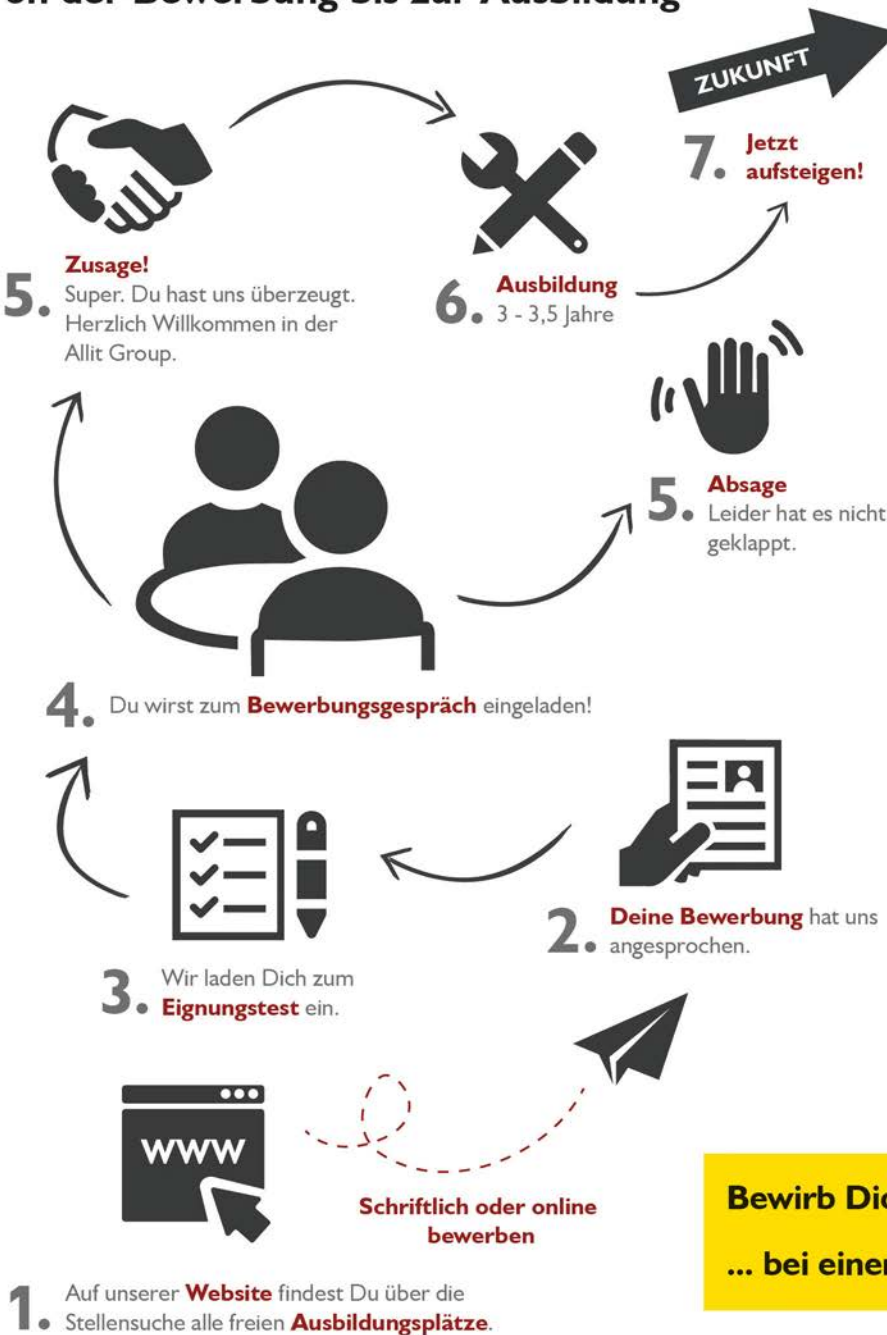 der Bewerbung bis zur Ausbildung
ZUKUNFT
7. Jetzt
aufsteigen!
5. Zusage!
Super. Du hast uns überzeugt.
Herzlich Willkommen in der
Allit Group.
6. Ausbildung
3 - 3,5 Jahre
5. Absage
Leider hat es nicht
geklappt.
4. Du wirst zum Bewerbungsgespräch eingeladen!
2. Deine Bewerbung hat uns
angesprochen.
3. Wir laden Dich zum
Eignungstest ein.
www
Schriftlich oder online
bewerben
Bewirb
... bei
1. Auf unserer Website findest Du über die
Stellensuche alle freien Ausbildungsplätze.